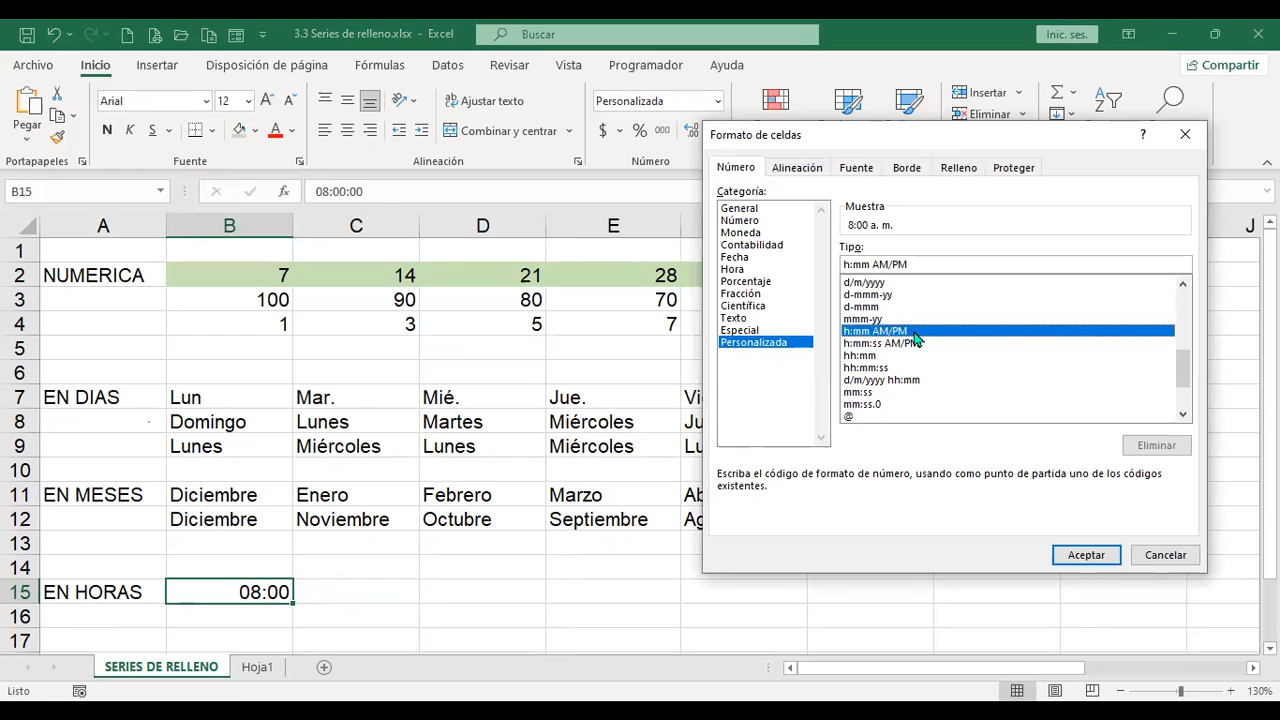 3.3 Series de relleno.xlsx - Excel
Buscar
Inic. ses.
Archivo Inicio Insertar Disposición de página Fórmulas Datos Revisar Vista Programador Ayuda
Compartir
Pegar
Arial 12
N K S
Ajustar texto
Combinar y centrar
Personalizada
$ % 000
Insertar
Eliminar
Portapapeles Fuente Alineación Número
B15 fx 08:00:00
A B C D E J
1
2 NUMERICA 7 14 21 28
3 100 90 80 70
4 1 3 5 7
5
6
7 EN DIAS Lun Mar. Mié. Jue.
8 Domingo Lunes Martes Miércoles
9 Lunes Miércoles Lunes Miércoles
10
11 EN MESES Diciembre Enero Febrero Marzo
12 Diciembre Noviembre Octubre Septiembre
13
14
15 EN HORAS 08:00
16
17
SERIES DE RELLENO Hoja1
Listo
130%
Formato de celdas
Número Alineación Fuente Borde Relleno Proteger
Categoría:
General
Número
Moneda
Contabilidad
Fecha
Hora
Porcentaje
Fracción
Científica
Texto
Especial
Personalizada
Muestra
8:00 a. m.
Tipo:
h:mm AM/PM
d/m/yyyy
d-mmm-yy
d-mmm
mmm-yy
h:mm AM/PM
h:mm:ss AM/PM
hh:mm
hh:mm:ss
d/m/yyyy hh:mm
mm:ss
mm:ss.0
@
Eliminar
Escriba el código de formato de número, usando como punto de partida uno de los códigos
existentes.
Aceptar Cancelar